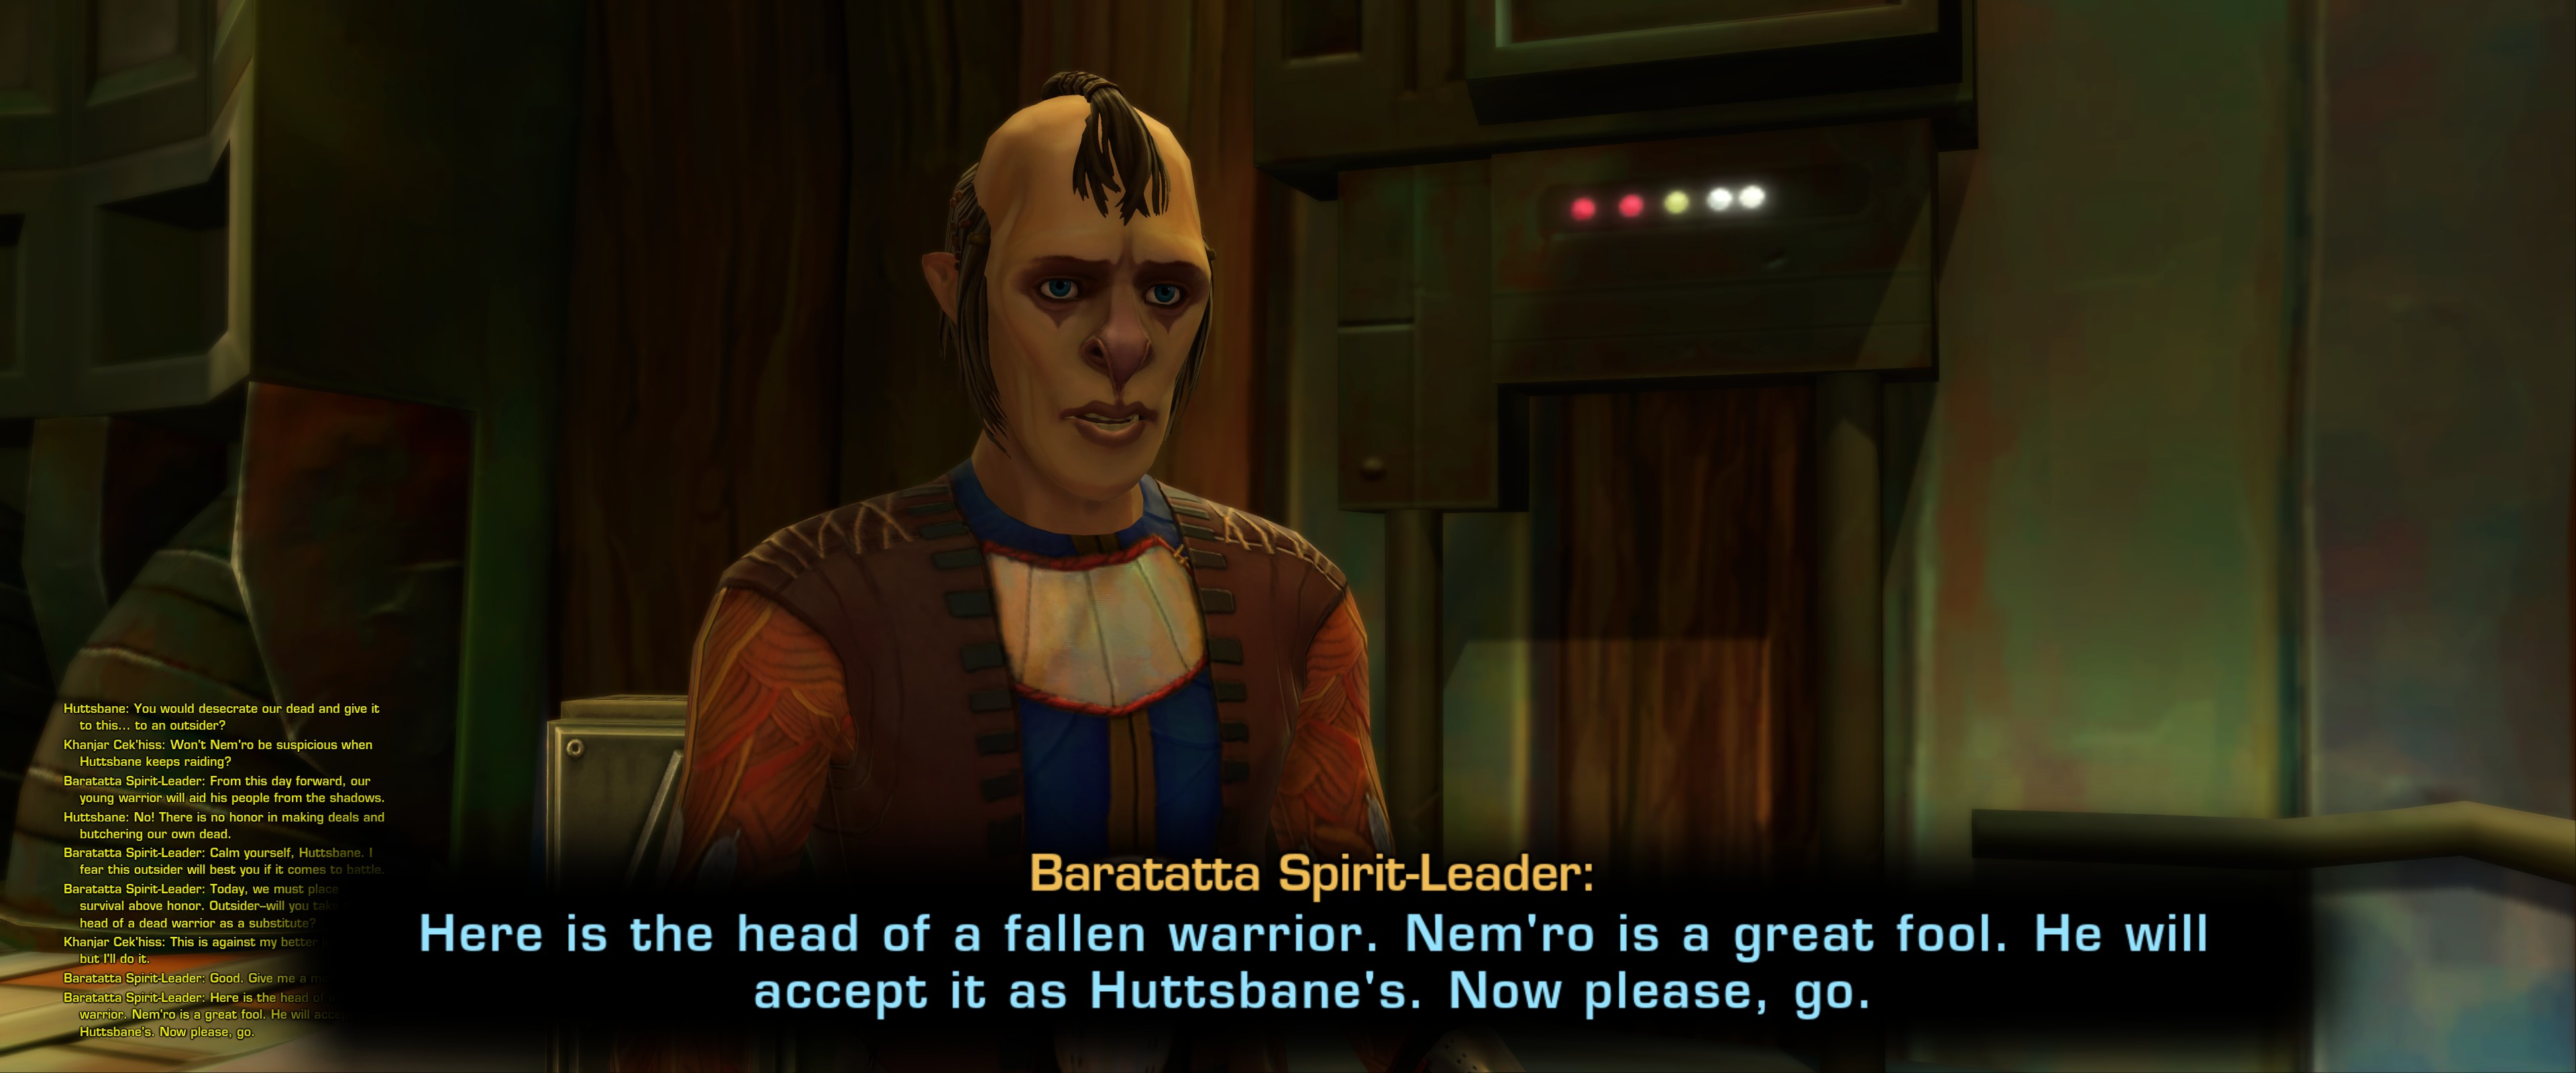 Huttsbane: You would desecrate our dead and give it
to this... to an outsider?
Khanjar Cek'hiss: Won't Nem'ro be suspicious when
Huttsbane keeps raiding?
Baratatta Spirit-Leader: From this day forward, our
young warrior will aid his people from the shadows.
Huttsbane: No! There is no honor in making deals and
butchering our own dead.
Baratatta Spirit-Leader: Calm yourself, Huttsbane. I
fear this outsider will best you if it comes to battle.
Baratatta Spirit-Leader: Today, we must place
survival above honor. Outsider–will you take
head of a dead warrior as a substitute?
Khanjar Cek'hiss: This is against my better
but I'll do it.
Baratatta Spirit-Leader: Good. Give me a
Baratatta Spirit-Leader: Here is the head of
warrior. Nem'ro is a great fool. He will
Huttsbane's. Now please, go.
Baratatta Spirit-Leader:
Here is the head of a fallen warrior. Nem'ro is a great fool. He will
accept it as Huttsbane's. Now please, go.